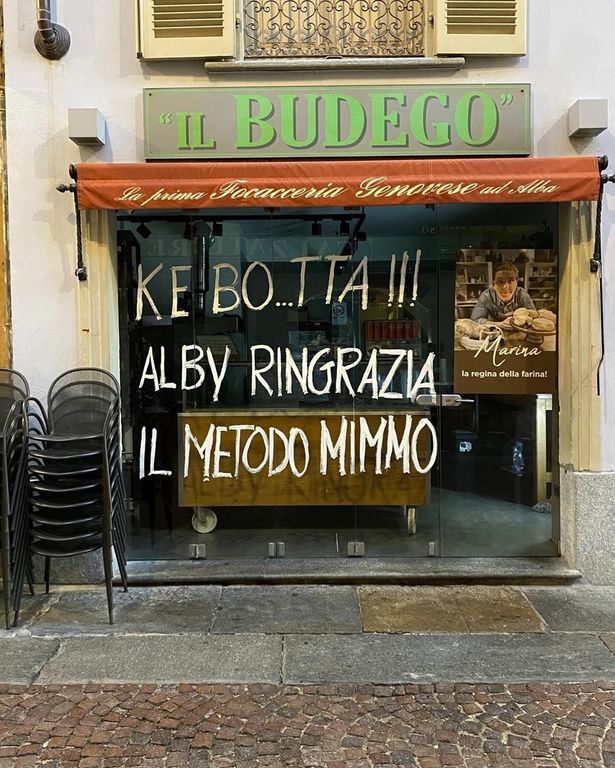 "IL BUDEGO"
La prima Focacceria Genovese ad Alba
KE BO...TTA !!!
ALBY RINGRAZIA
IL METODO MIMMO
Marina
la regina della farina!